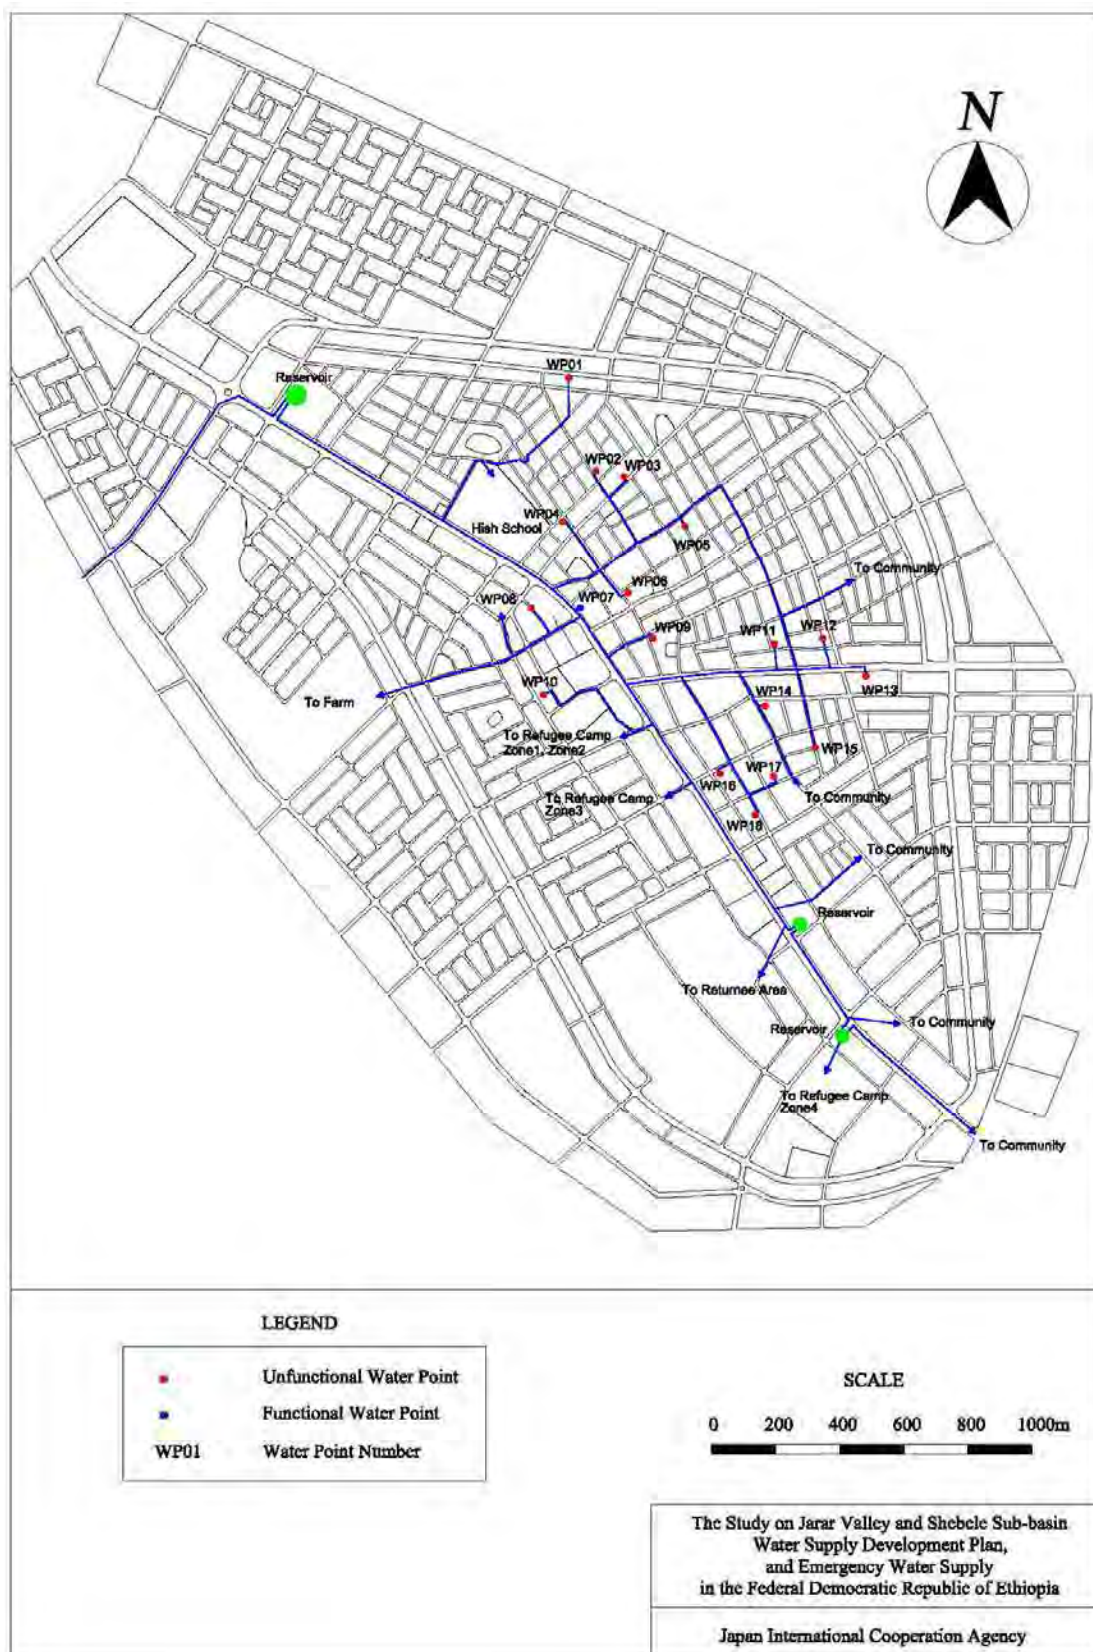 N
WP01
Reservoir
WP02
WP03
WP04
High School
WP05
To Community
WP06
WP08
WP07
WP09
WP11
WP12
WP10
WP13
To Farm
WP14
To Refugee Camp
Zone1, Zone2
WP15
WP16
WP17
To Refugee Camp
Zone3
To Community
WP18
To Community
Reservoir
To Returnee Area
Reservoir
To Community
To Refugee Camp
Zone4
To Community
LEGEND
Unfunctional Water Point
Functional Water Point
WP01 Water Point Number
SCALE
0 200 400 600 800 1000m
The Study on Jarar Valley and Shebele Sub-basin
Water Supply Development Plan,
and Emergency Water Supply
in the Federal Democratic Republic of Ethiopia
Japan International Cooperation Agency